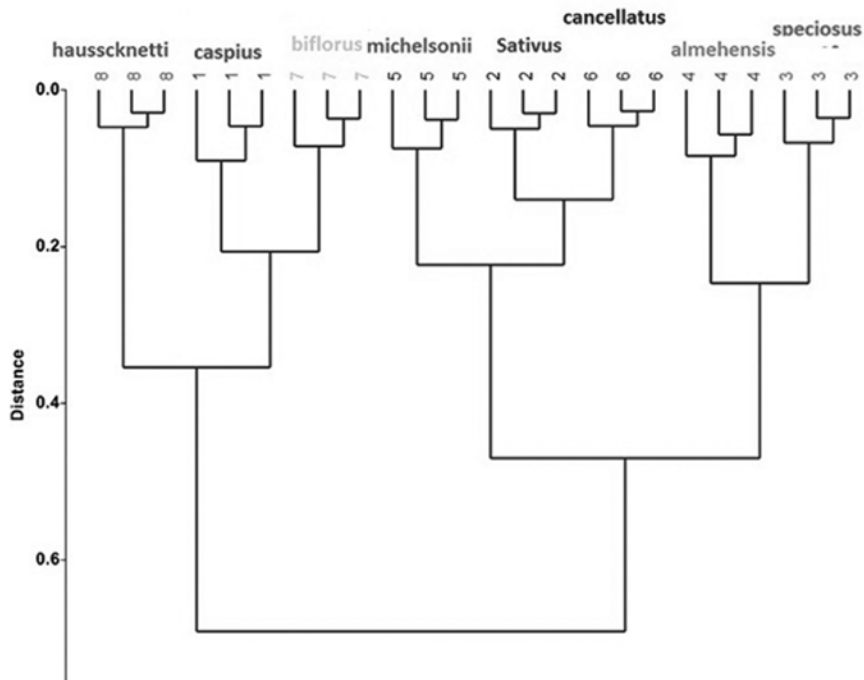 cancellatus
speciosus
hausscknetti caspius biflorus michelsonii Sativus almehensis
8 8 8 1 1 1 7 7 7 5 5 5 2 2 2 6 6 6 4 4 4 3 3 3
0.0
0.2
0.4
0.6
Distance